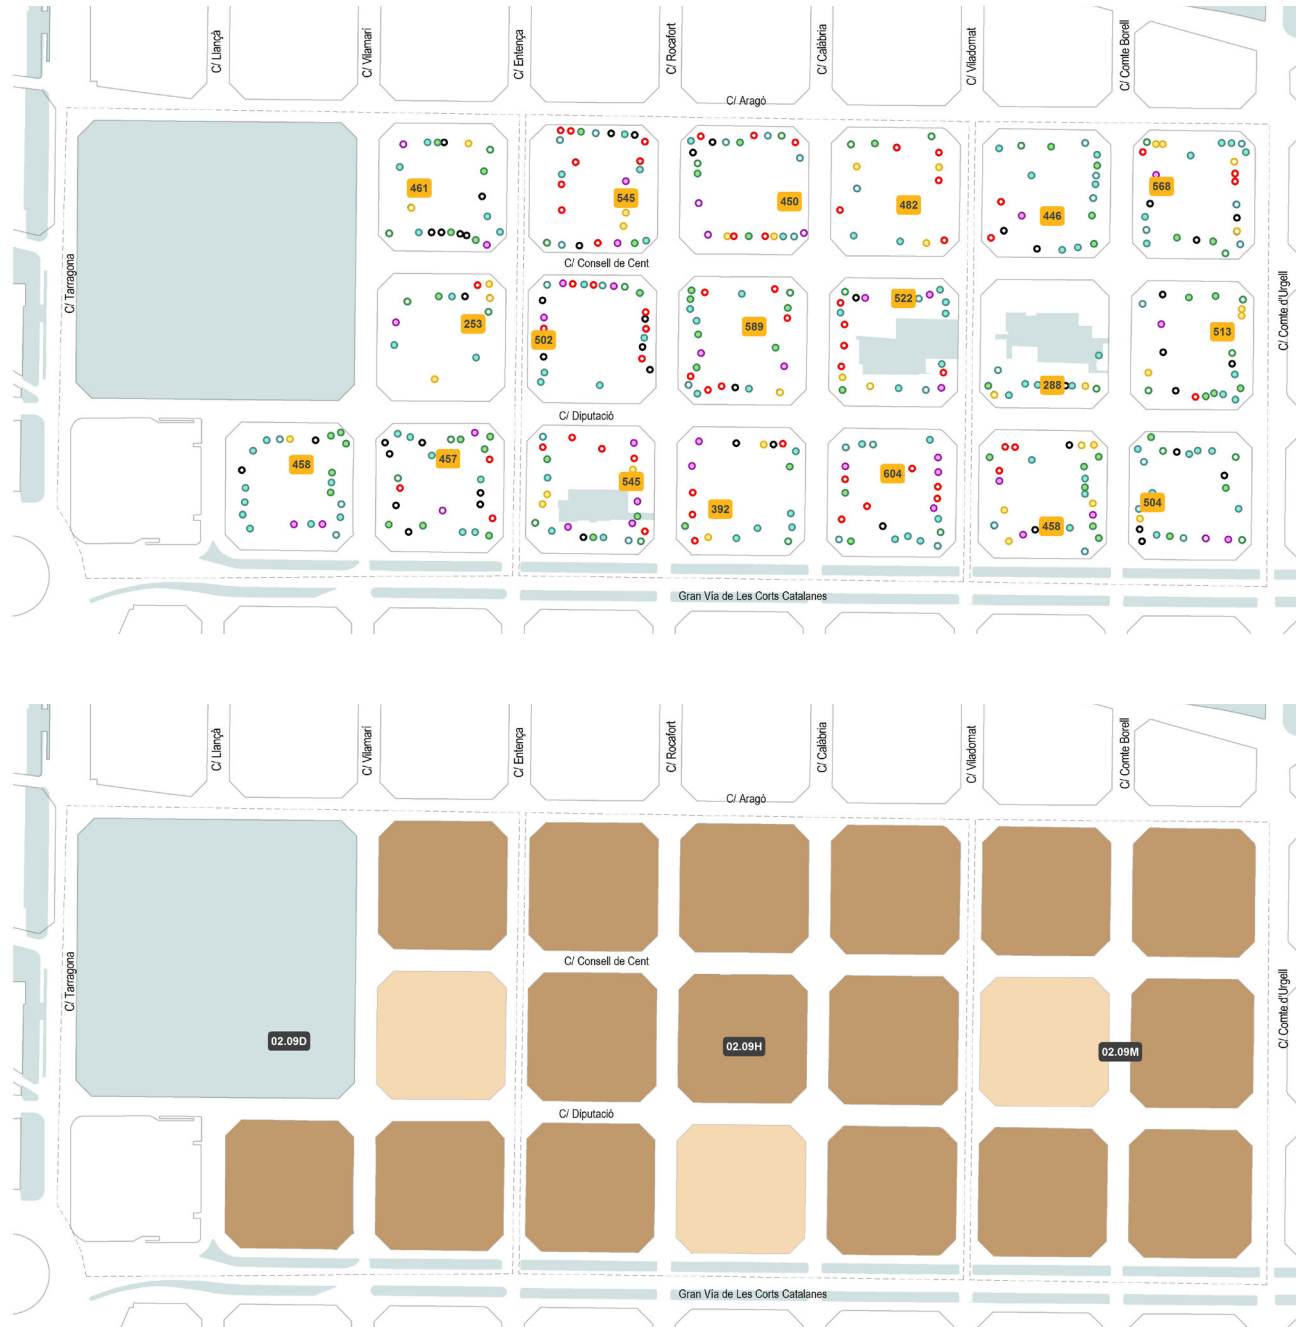 C/ Llançà
C/ Vilamarí
C/ Entença
C/ Rocafort
C/ Calàbria
C/ Viladomat
C/ Comte Borell
C/ Aragó
461
545
450
482
446
568
C/ Consell de Cent
C/ Tarragona
253
502
589
522
288
513
C/ Comte d'Urgell
C/ Diputació
458
457
545
392
604
458
504
Gran Vía de Les Corts Catalanes
C/ Llançà
C/ Vilamarí
C/ Entença
C/ Rocafort
C/ Calàbria
C/ Viladomat
C/ Comte Borell
C/ Aragó
C/ Consell de Cent
C/ Tarragona
02.09D
02.09H
02.09M
C/ Comte d'Urgell
C/ Diputació
Gran Vía de Les Corts Catalanes